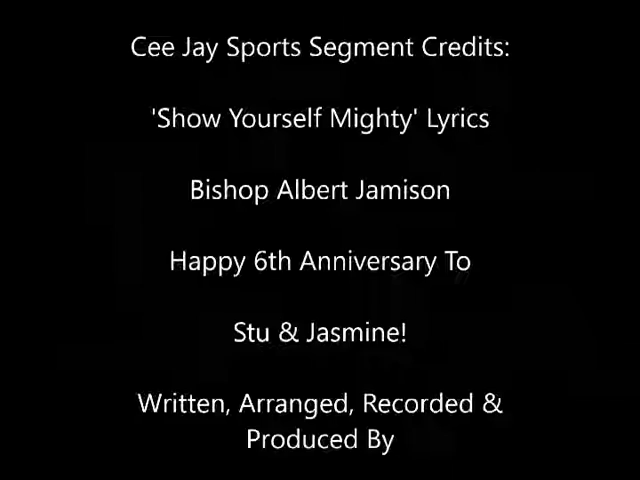 Cee Jay Sports Segment Credits:
'Show Yourself Mighty' Lyrics
Bishop Albert Jamison
Happy 6th Anniversary To
Stu & Jasmine!
Written, Arranged, Recorded &
Produced By